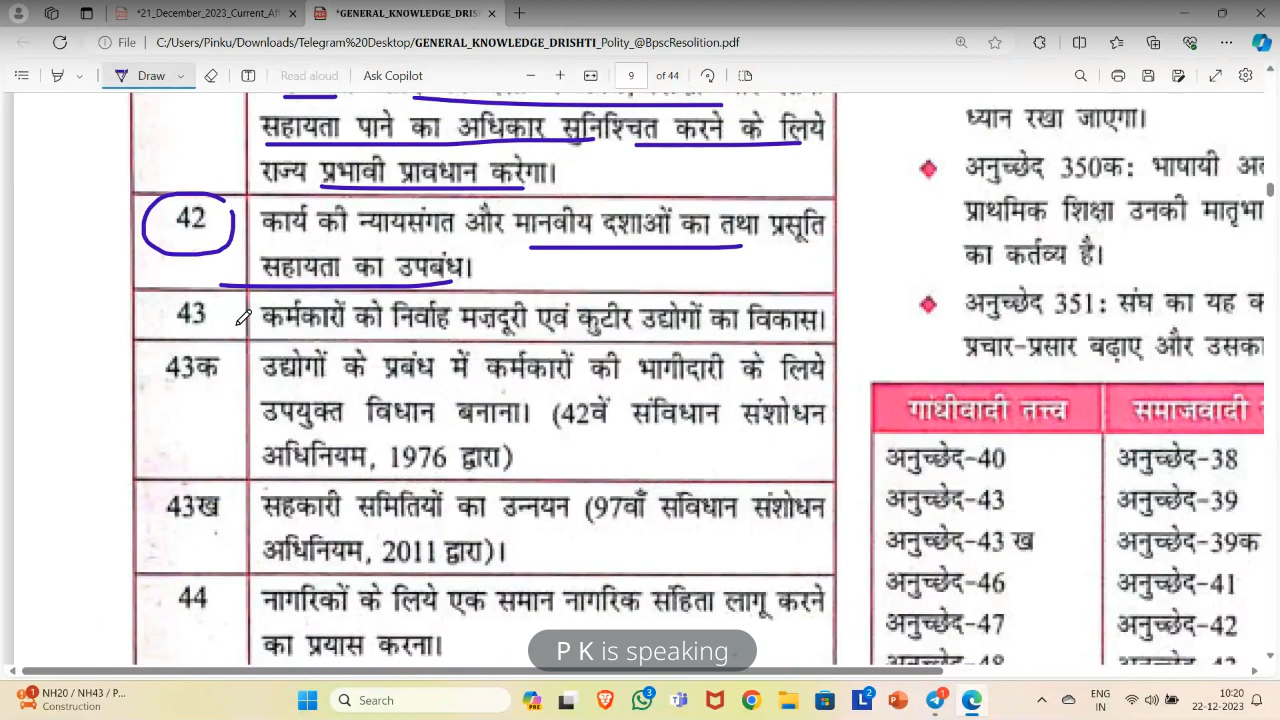 *21_December_2023_Current_Af
*GENERAL_KNOWLEDGE_DRISH
File
C:/Users/Pinku/Downloads/Telegram%20Desktop/GENERAL_KNOWLEDGE_DRISHTI_Polity_@BpscResolition.pdf
Draw
Read aloud
Ask Copilot
9 of 44
सहायता पाने का अधिकार सुनिश्चित करने के लिये
राज्य प्रभावी प्रावधान करेगा।
42 कार्य की न्यायसंगत और मानवीय दशाओं का तथा प्रसूति
सहायता का उपबंध।
43 कर्मकारों को निर्वाह मज़दूरी एवं कुटीर उद्योगों का विकास।
43क उद्योगों के प्रबंध में कर्मकारों की भागीदारी के लिये
उपयुक्त विधान बनाना। (42वें संविधान संशोधन
अधिनियम, 1976 द्वारा)
43ख सहकारी समितियों का उन्नयन (97वाँ संविधान संशोधन
अधिनियम, 2011 द्वारा)।
44 नागरिकों के लिये एक समान नागरिक संहिता लागू करने
का प्रयास करना।
ध्यान रखा जाएगा।
अनुच्छेद 350क: भाषायी
प्राथमिक शिक्षा उनकी मातृभा
का कर्तव्य है।
अनुच्छेद 351: संघ का यह
प्रचार-प्रसार बढ़ाए और उसका
गांधीवादी तत्त्व समाजवादी
अनुच्छेद-40 अनुच्छेद-38
अनुच्छेद-43 अनुच्छेद-39
अनुच्छेद-43 ख अनुच्छेद-39क
अनुच्छेद-46 अनुच्छेद-41
अनुच्छेद-47 अनुच्छेद-42
P K is speaking
NH20 / NH43 / P...
Construction
Search
ENG
IN
10:20
22-12-2023